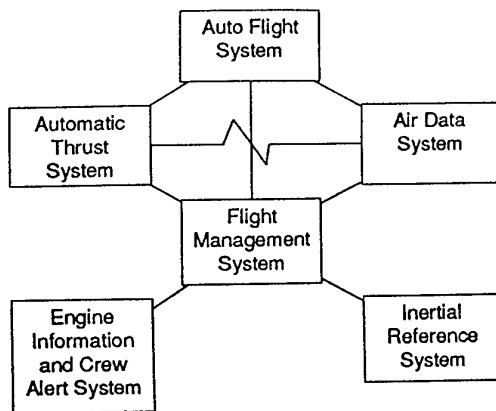 Auto Flight
System
Automatic
Thrust
System
Air Data
System
Flight
Management
System
Engine
Information
and Crew
Alert System
Inertial
Reference
System